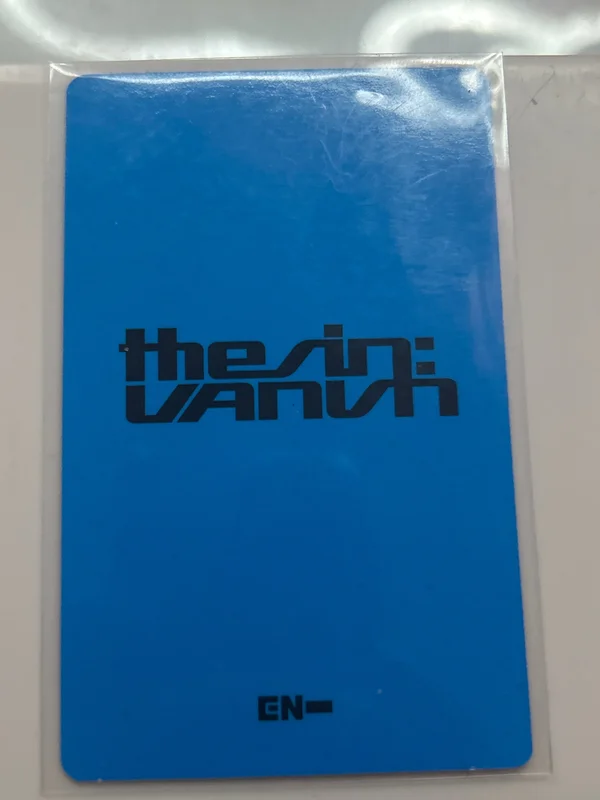 the sin:
VANISH
EN-